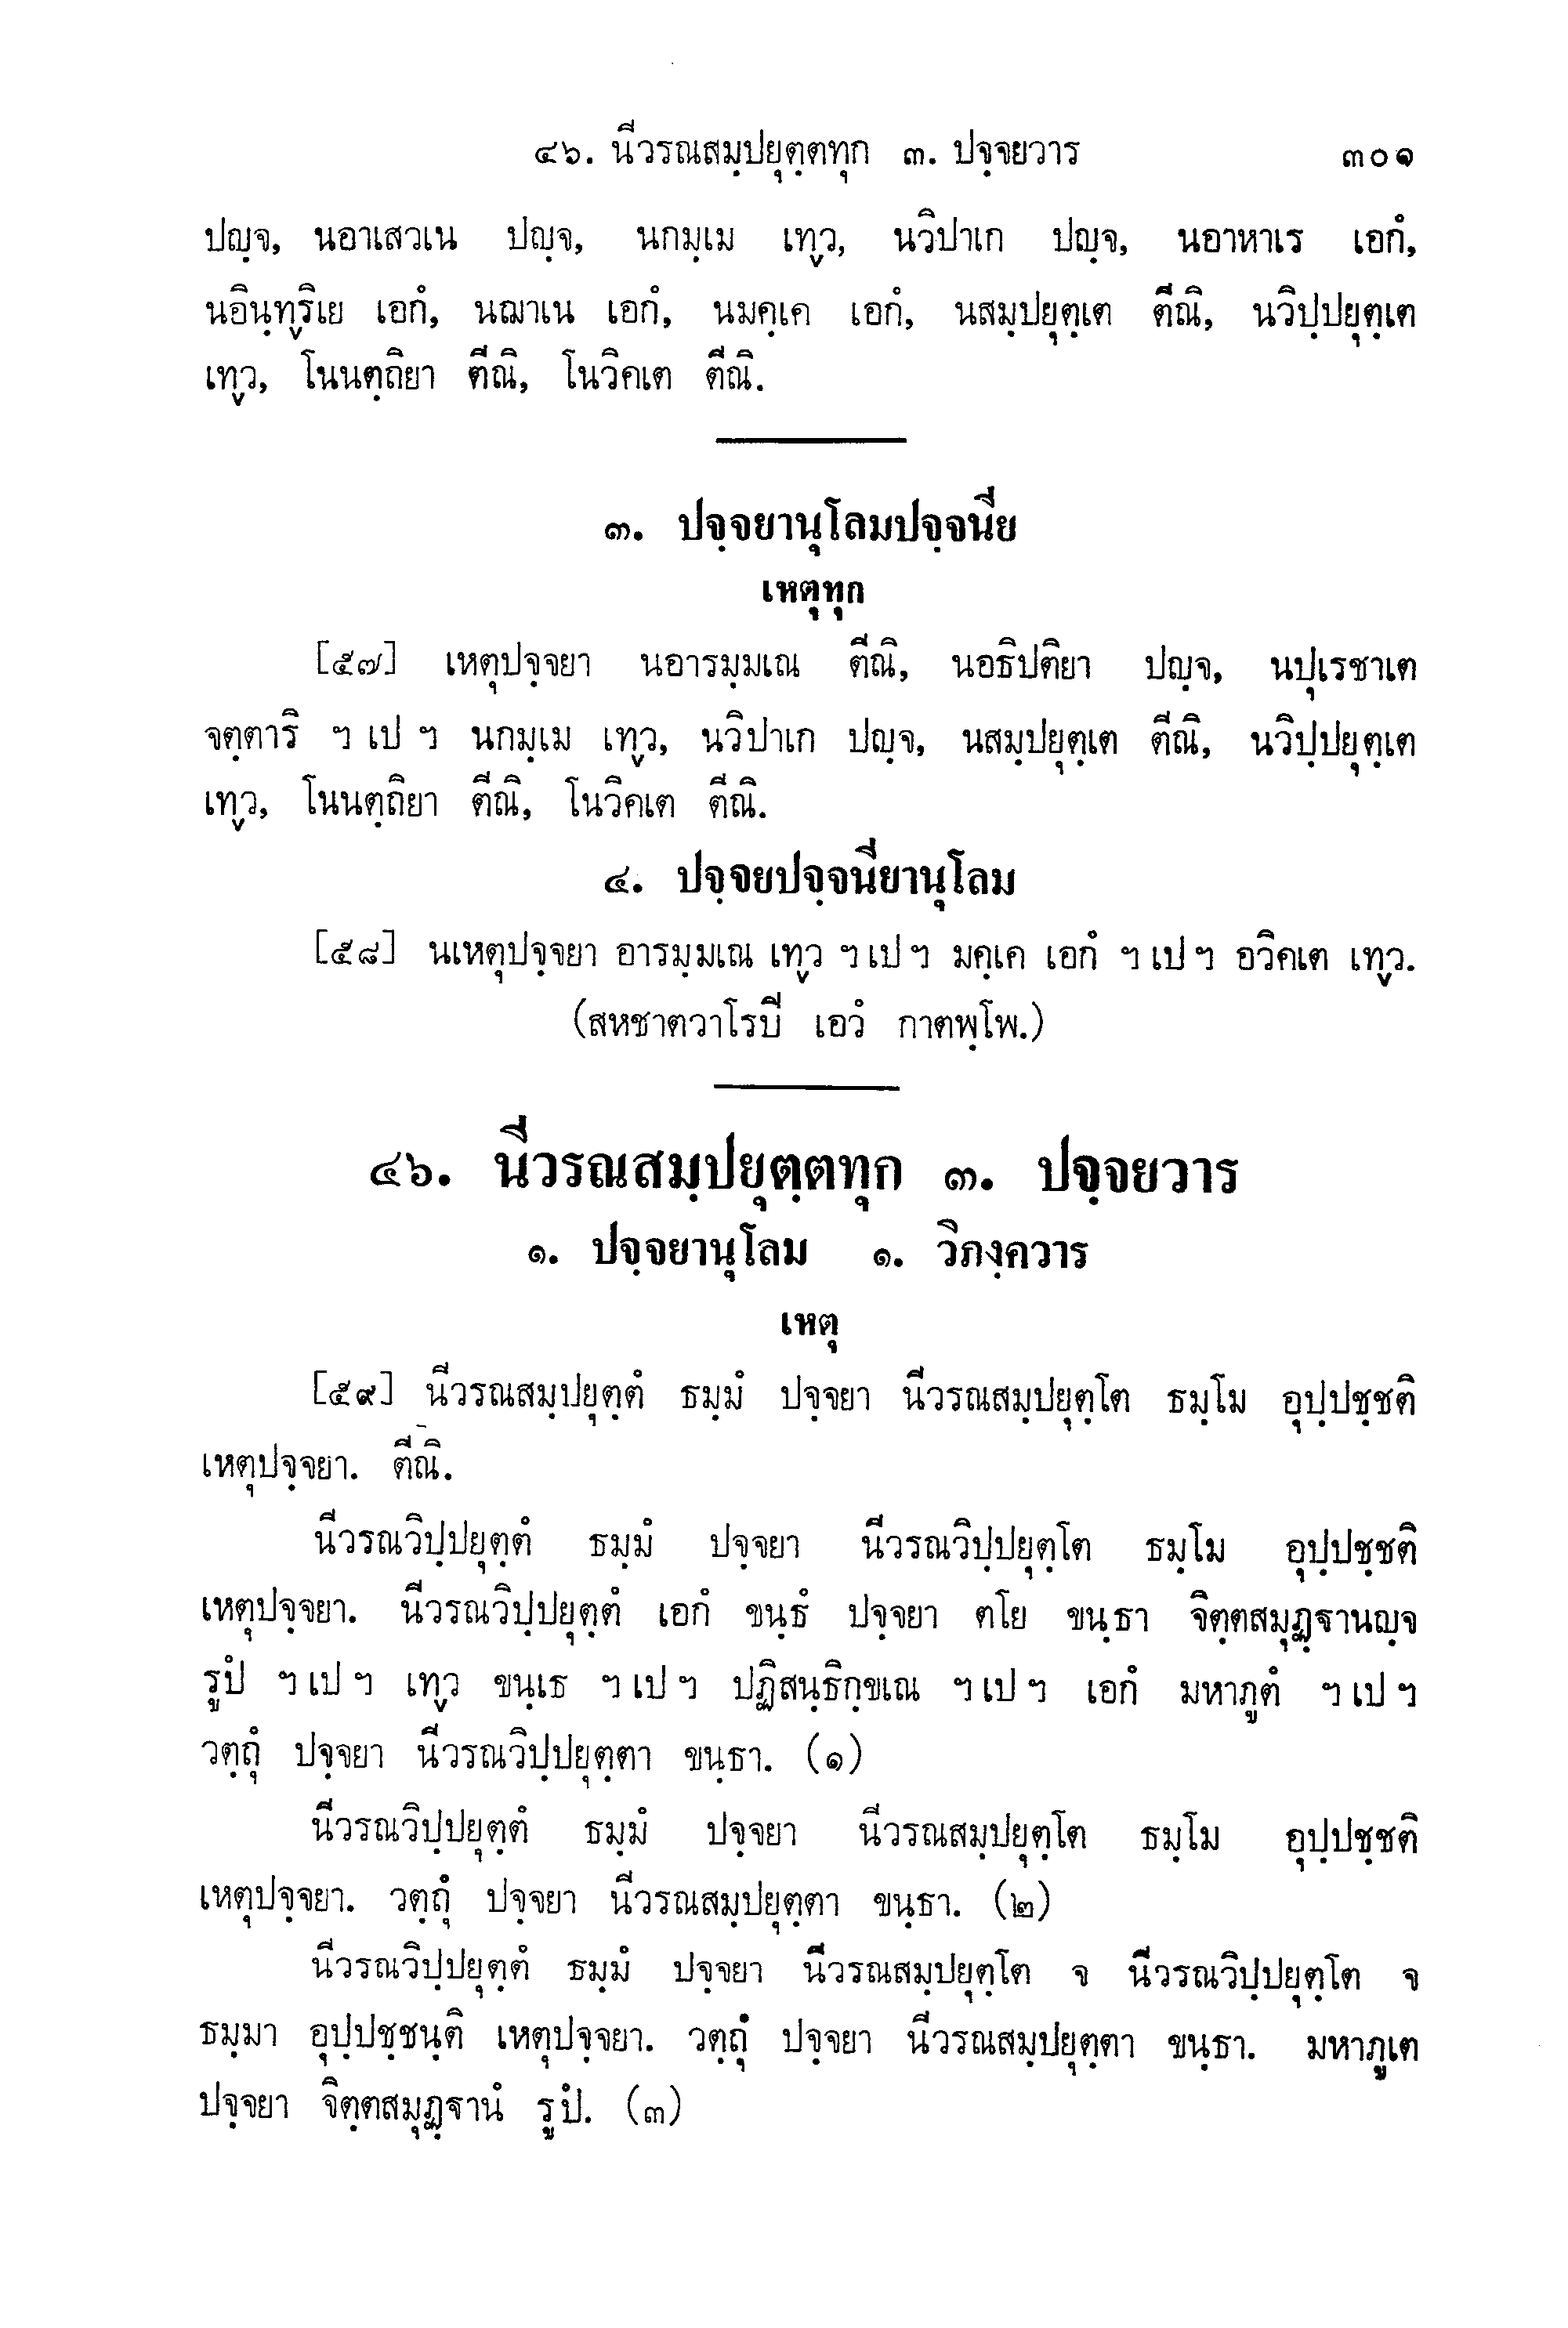 ๔๖. นีวรณสมฺปยุตฺตทุก ๓. ปจฺจยวาร ๓๐๑
ปญฺจ, นอาเสวเน ปญฺจ, นกมฺเม เทฺว, นวิปาเก ปญฺจ, นอาหาเร เอกํ,
นอินฺทฺริเย เอกํ, นฌาเน เอกํ, นมคฺเค เอกํ, นสมฺปยุตฺเต ตีณิ, นวิปฺปยุตฺเต
เทฺว, โนนตฺถิยา ตีณิ, โนวิคเต ตีณิ.
๓. ปจฺจยานุโลมปจฺจนีย
เหตุทุก
[๕๗] เหตุปจฺจยา นอารมฺมเณ ตีณิ, นอธิปติยา ปญฺจ, นปุเรชาเต
จตฺตาริ ฯ เป ฯ นกมฺเม เทฺว, นวิปาเก ปญฺจ, นสมฺปยุตฺเต ตีณิ, นวิปฺปยุตฺเต
เทฺว, โนนตฺถิยา ตีณิ, โนวิคเต ตีณิ.
๔. ปจฺจยปจฺจนียานุโลม
[๕๘] นเหตุปจฺจยา อารมฺมเณ เทฺว ฯ เป ฯ มคฺเค เอกํ ฯ เป ฯ อวิคเต เทฺว.
(สหชาตวาโรปี เอวํ กาตพฺโพ.)
๔๖. นีวรณสมฺปยุตฺตทุก ๓. ปจฺจยวาร
๑. ปจฺจยานุโลม ๑. วิภงฺควาร
เหตุ
[๕๙] นีวรณสมฺปยุตฺตํ ธมฺมํ ปจฺจยา นีวรณสมฺปยุตฺโต ธมฺโม อุปฺปชฺชติ
เหตุปจฺจยา. ตีณิ.
นีวรณวิปฺปยุตฺตํ ธมฺมํ ปจฺจยา นีวรณวิปฺปยุตฺโต ธมฺโม อุปฺปชฺชติ
เหตุปจฺจยา. นีวรณวิปฺปยุตฺตํ เอกํ ขนฺธํ ปจฺจยา ตโย ขนฺธา จิตฺตสมุฏฺฐานญฺจ
รูปํ ฯ เป ฯ เทฺว ขนฺเธ ฯ เป ฯ ปฏิสนฺธิกฺขเณ ฯ เป ฯ เอกํ มหาภูตํ ฯ เป ฯ
วตฺถุํ ปจฺจยา นีวรณวิปฺปยุตฺตา ขนฺธา. (๑)
นีวรณวิปฺปยุตฺตํ ธมฺมํ ปจฺจยา นีวรณสมฺปยุตฺโต ธมฺโม อุปฺปชฺชติ
เหตุปจฺจยา. วตฺถุํ ปจฺจยา นีวรณสมฺปยุตฺตา ขนฺธา. (๒)
นีวรณวิปฺปยุตฺตํ ธมฺมํ ปจฺจยา นีวรณสมฺปยุตฺโต จ นีวรณวิปฺปยุตฺโต จ
ธมฺมา อุปฺปชฺชนฺติ เหตุปจฺจยา. วตฺถุํ ปจฺจยา นีวรณสมฺปยุตฺตา ขนฺธา. มหาภูเต
ปจฺจยา จิตฺตสมุฏฺฐานํ รูปํ. (๓)